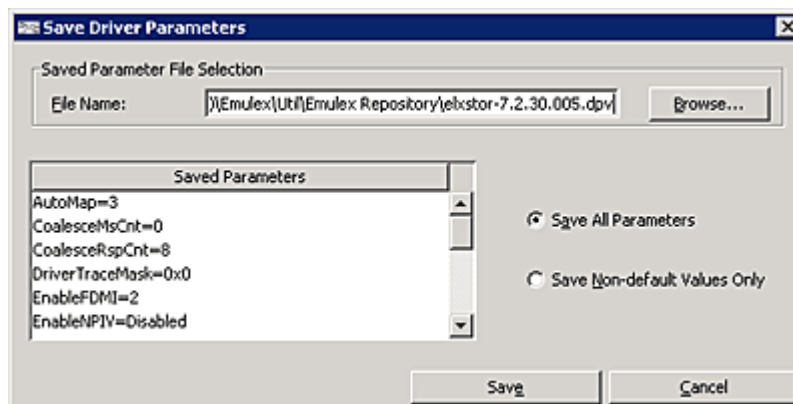 Save Driver Parameters
Saved Parameter File Selection
File Name: )\Emulex\Util\Emulex Repository\elxstor-7.2.30.005.dpv Browse...
Saved Parameters
AutoMap=3
CoalesceMsCnt=0
CoalesceRspCnt=8
DriverTraceMask=0x0
EnableFDMI=2
EnableNPIV=Disabled
Save All Parameters
Save Non-default Values Only
Save Cancel